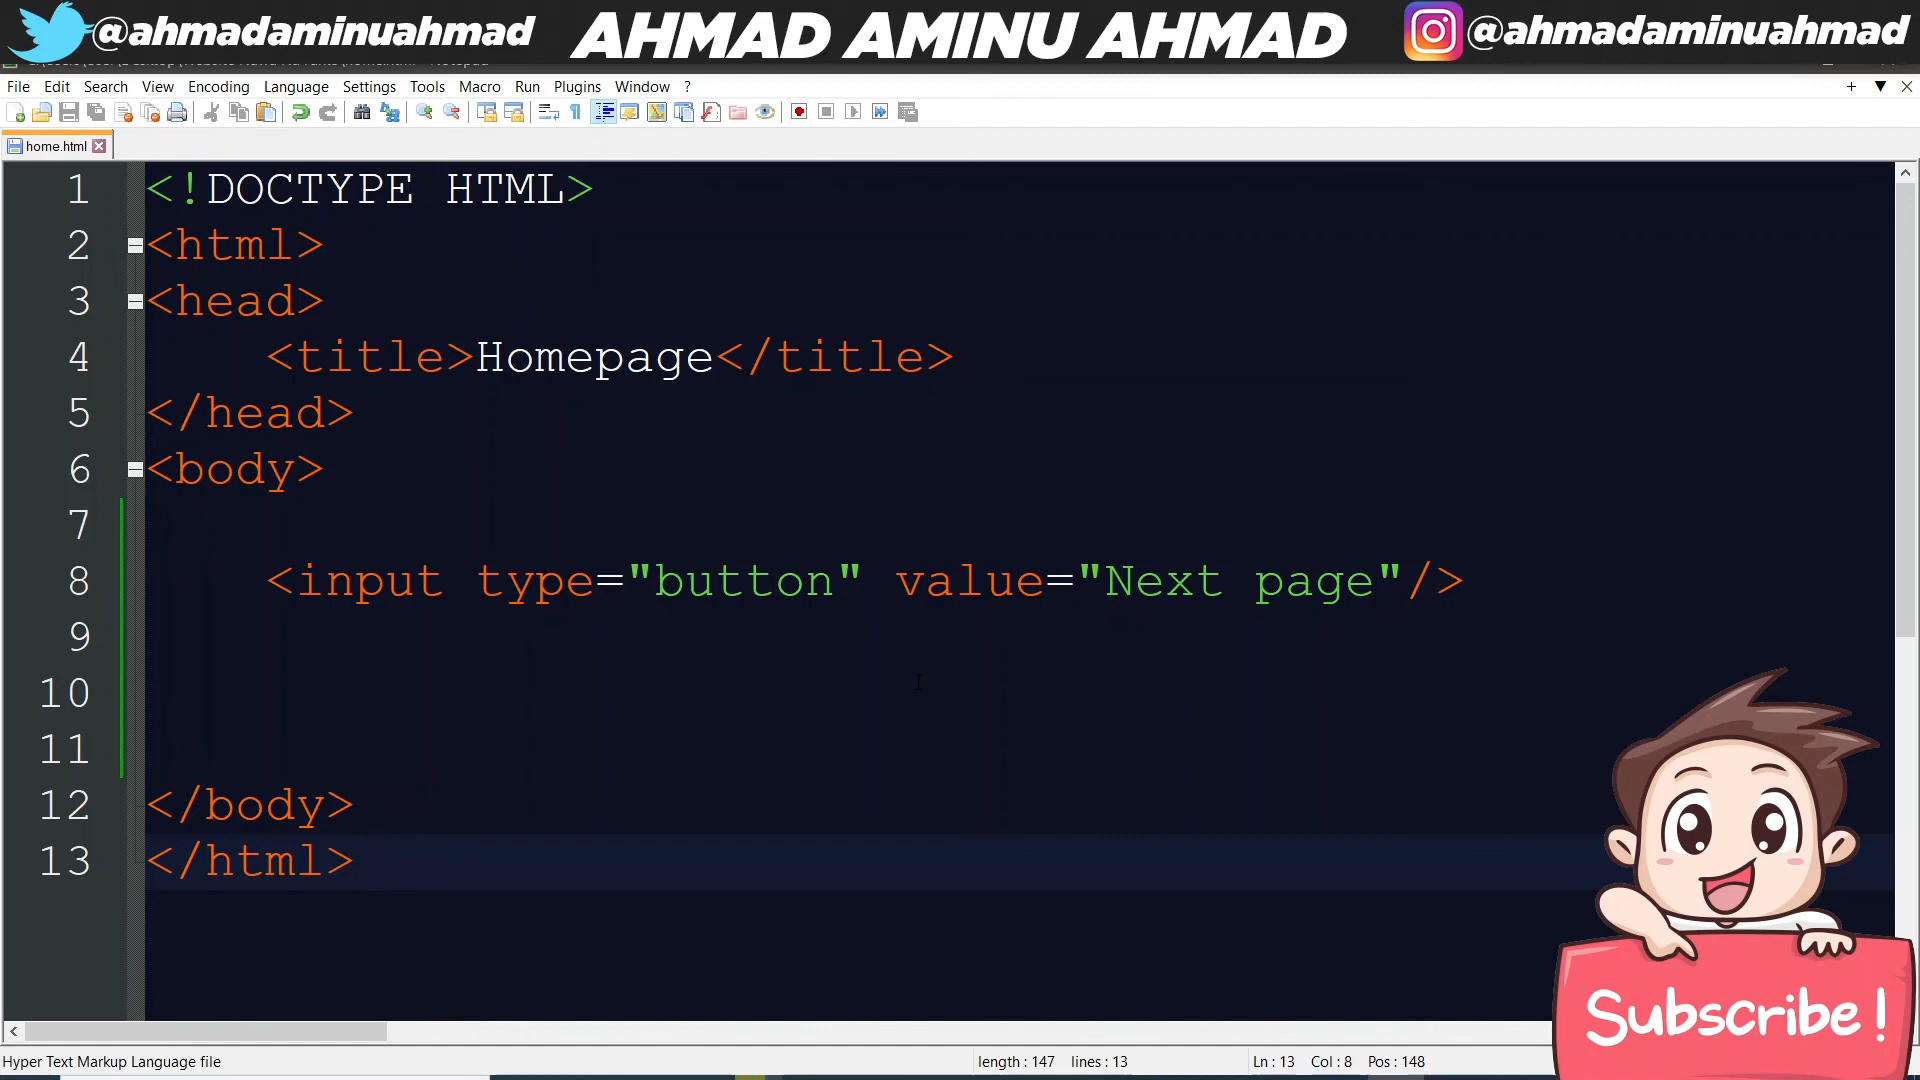 @ahmadaminuahmad AHMAD AMINU AHMAD @ahmadaminuahmad
File Edit Search View Encoding Language Settings Tools Macro Run Plugins Window ?
home.html
1 <!DOCTYPE HTML>
2 <html>
3 <head>
4 <title>Homepage</title>
5 </head>
6 <body>
7
8 <input type="button" value="Next page"/>
9
10
11
12 </body>
13 </html>
Subscribe!
Hyper Text Markup Language file length : 147 lines : 13 Ln : 13 Col : 8 Pos : 148